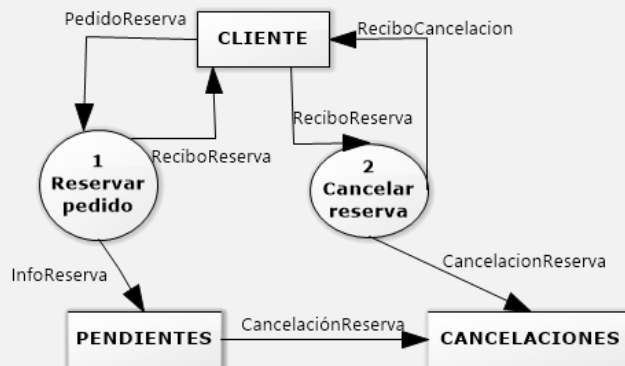 PedidoReserva
CLIENTE
ReciboCancelacion
ReciboReserva
ReciboReserva
1
Reservar
pedido
2
Cancelar
reserva
InfoReserva
CancelacionReserva
PENDIENTES
CancelaciónReserva
CANCELACIONES